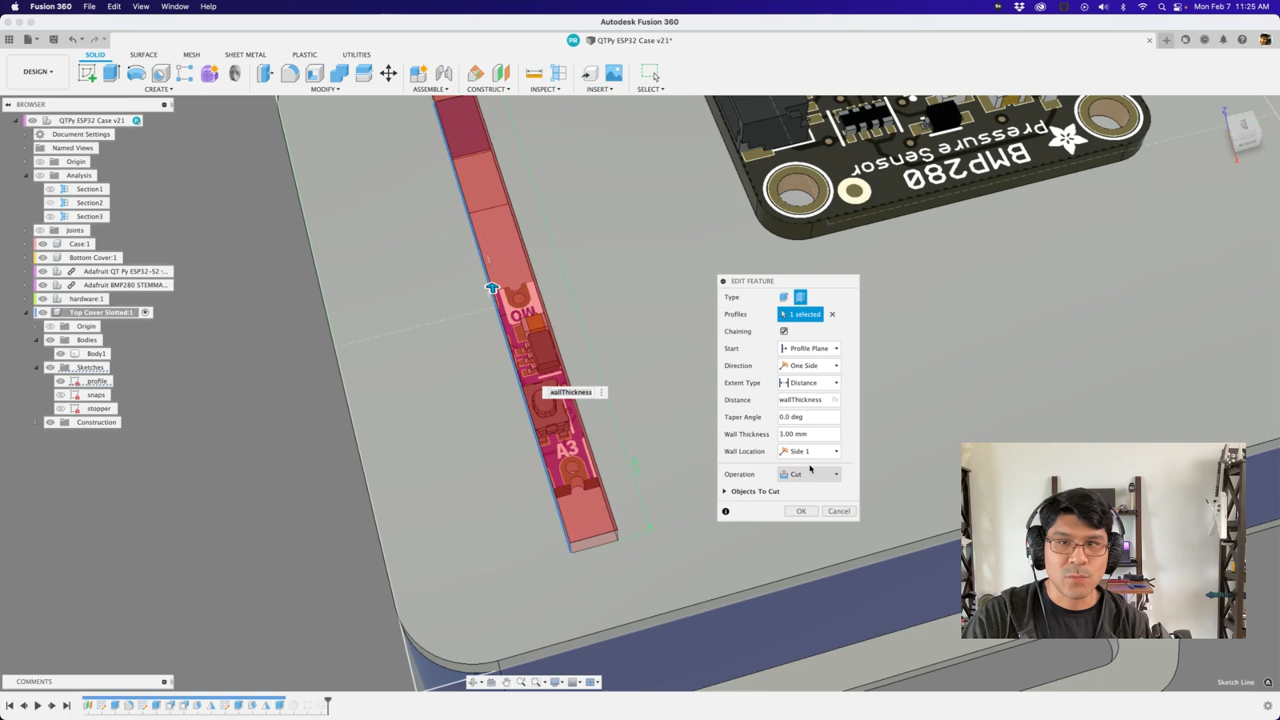 Fusion 360 File Edit View Window Help
Mon Feb 7 11:25 AM
Autodesk Fusion 360
PR QTPy ESP32 Case v21*
SOLID SURFACE MESH SHEET METAL PLASTIC UTILITIES
DESIGN
CREATE MODIFY ASSEMBLE CONSTRUCT INSPECT INSERT SELECT
BROWSER
QTPy ESP32 Case v21
Document Settings
Named Views
Origin
Analysis
Section1
Section2
Section3
Joints
Case:1
Bottom Cover:1
Adafruit QT Py ESP32-S2 ...
Adafruit BMP280 STEMMA...
hardware:1
Top Cover Slotted:1
Origin
Bodies
Body1
Sketches
profile
snaps
stopper
Construction
BMP280
Pressure Sensor
MO
A3
wallThickness
EDIT FEATURE
Type
Profiles 1 selected
Chaining
Start Profile Plane
Direction One Side
Extent Type Distance
Distance wallThickness fx
Taper Angle 0.0 deg
Wall Thickness 3.00 mm
Wall Location Side 1
Operation Cut
Objects To Cut
OK Cancel
Z
COMMENTS
Sketch Line